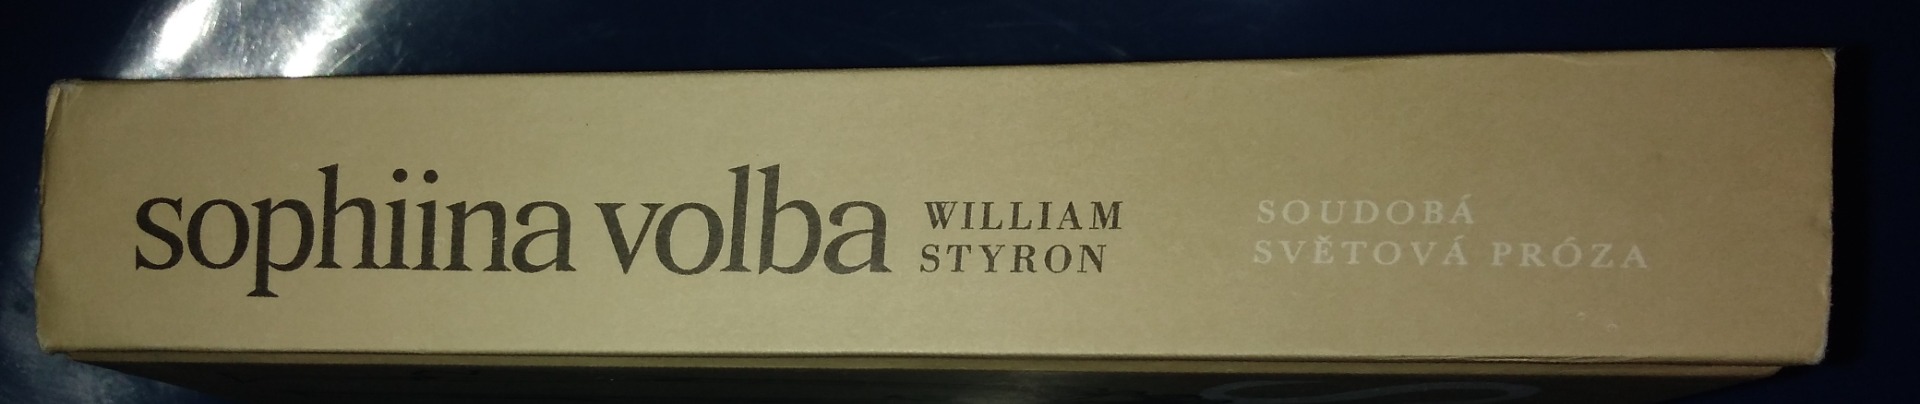 sophiina volba
WILLIAM
STYRON
SOUDOBÁ
SVĚTOVÁ PRÓZA